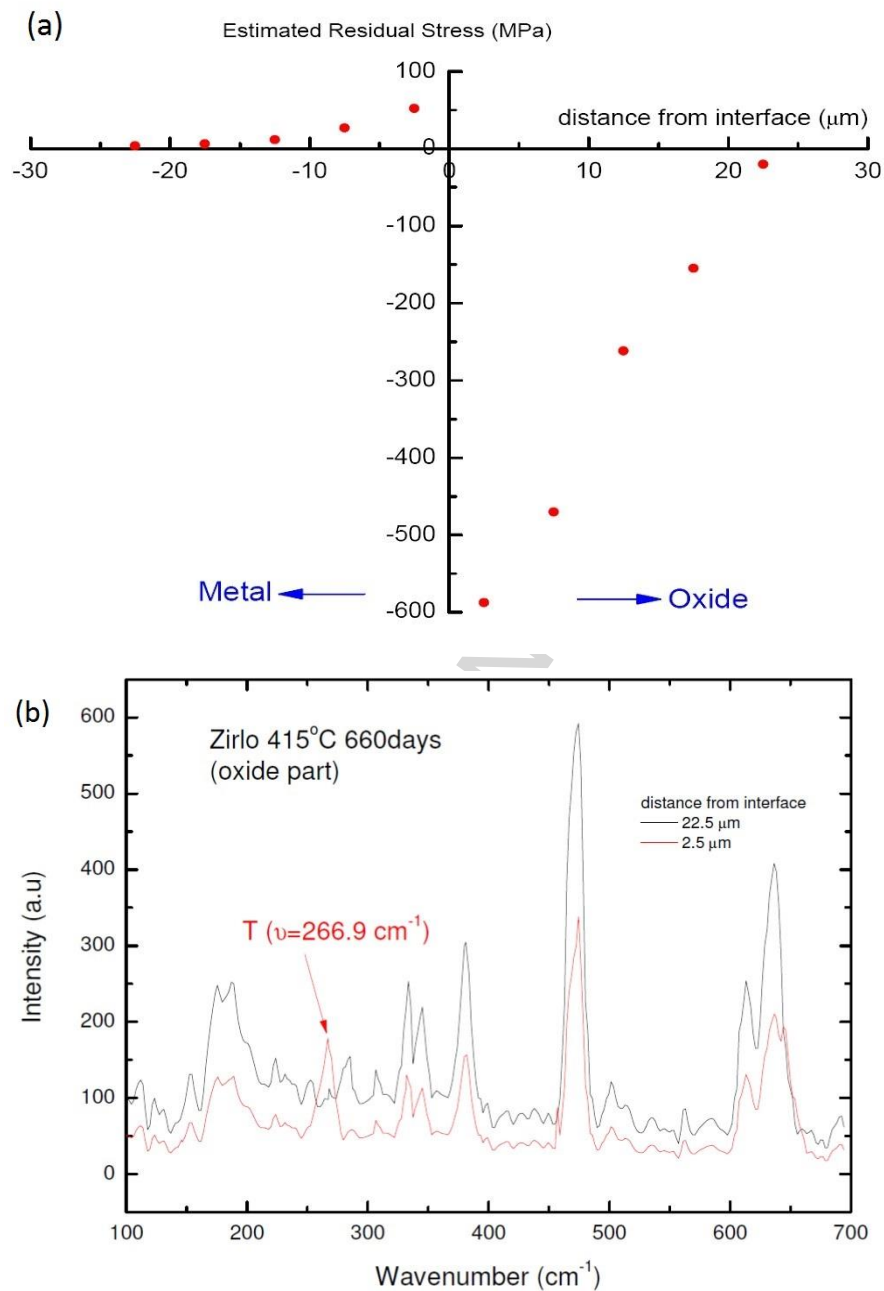 (a)
Estimated Residual Stress (MPa)
100
distance from interface (μm)
0
-30 -20 -10 0 10 20 30
-100
-200
-300
-400
-500
Metal Oxide
-600
(b)
600
Zirlo 415°C 660days
(oxide part)
500
distance from interface
22.5 μm
2.5 μm
400
T (υ=266.9 cm⁻¹)
300
200
100
0
Intensity (a.u)
100 200 300 400 500 600 700
Wavenumber (cm⁻¹)